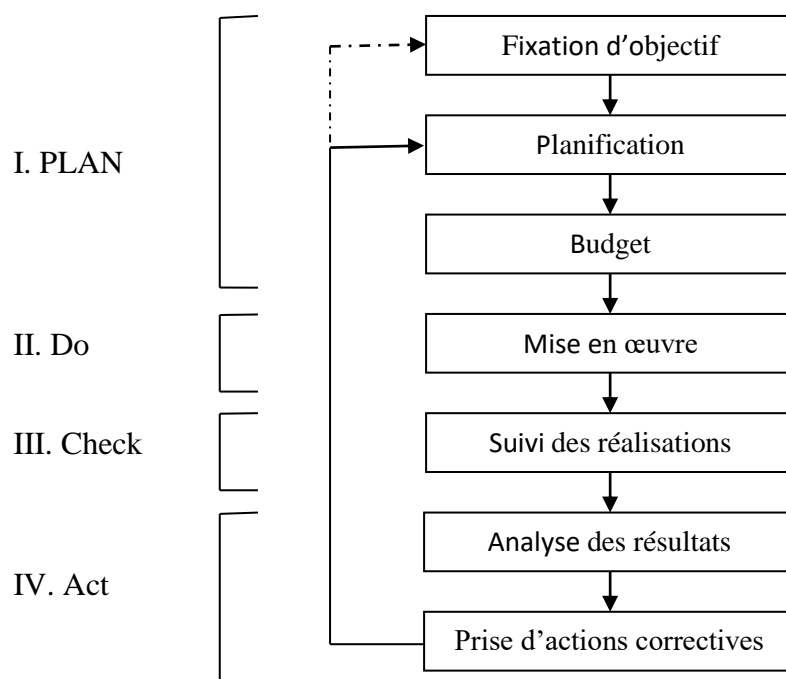 Fixation d'objectif
I. PLAN
Planification
Budget
II. Do
Mise en œuvre
III. Check
Suivi des réalisations
Analyse des résultats
IV. Act
Prise d'actions correctives